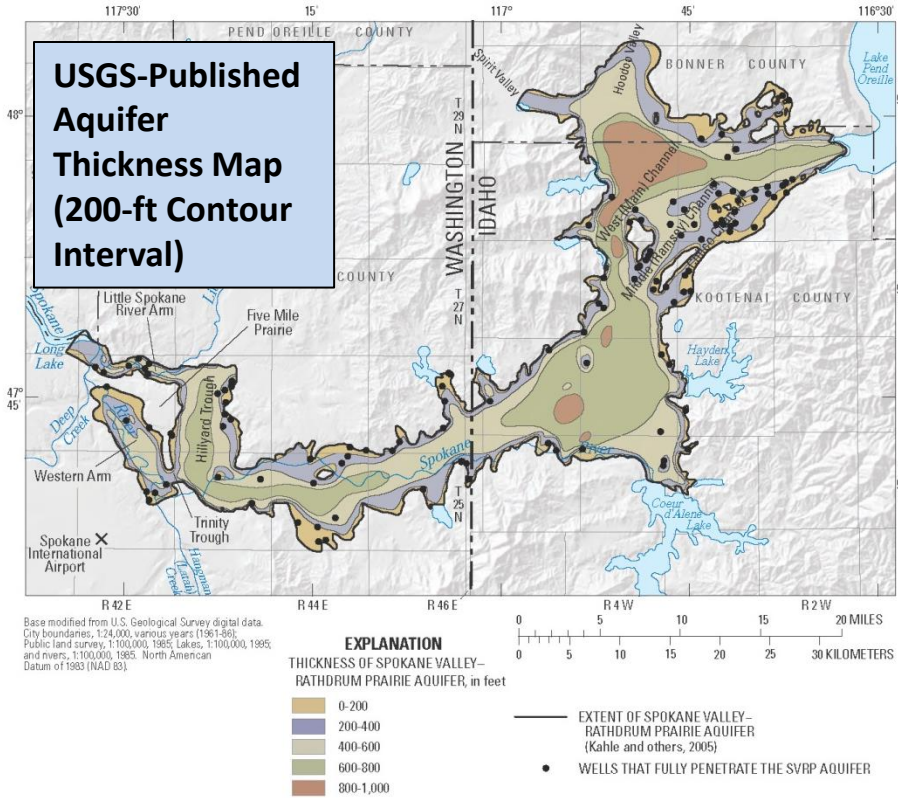 117°30'
15'
117°
45'
116°30'
PEND OREILLE COUNTY
USGS-Published
Aquifer
Thickness Map
(200-ft Contour
Interval)
48°
Spirit Valley
Hoodoo Valley
BONNER COUNTY
Lake
Pend
Oreille
T
29
N
WASHINGTON
IDAHO
West (Main) Channel
Middle (Ramsey) Channel
COUNTY
T
27
N
KOOTENAI COUNTY
Little Spokane
River Arm
Five Mile
Prairie
Spokane
Long
Lake
Hayden
Lake
47°
45'
Deep
Creek
River
Hillyard Trough
Western Arm
Spokane
River
Trinity
Trough
T
25
N
Coeur
d'Alene
Lake
Spokane
International
Airport
Hangman
(Latah)
Creek
R 42 E
R 44 E
R 46 E
R 4 W
R 2 W
Base modified from U.S. Geological Survey digital data.
City boundaries, 1:24,000, various years (1961-86);
Public land survey, 1:100,000, 1985; Lakes, 1:100,000, 1995;
and rivers, 1:100,000, 1985. North American
Datum of 1983 (NAD 83).
0 5 10 15 20 MILES
0 5 10 15 20 25 30 KILOMETERS
EXPLANATION
THICKNESS OF SPOKANE VALLEY–
RATHDRUM PRAIRIE AQUIFER, in feet
0-200
200-400
400-600
600-800
800-1,000
EXTENT OF SPOKANE VALLEY–
RATHDRUM PRAIRIE AQUIFER
(Kahle and others, 2005)
WELLS THAT FULLY PENETRATE THE SVRP AQUIFER